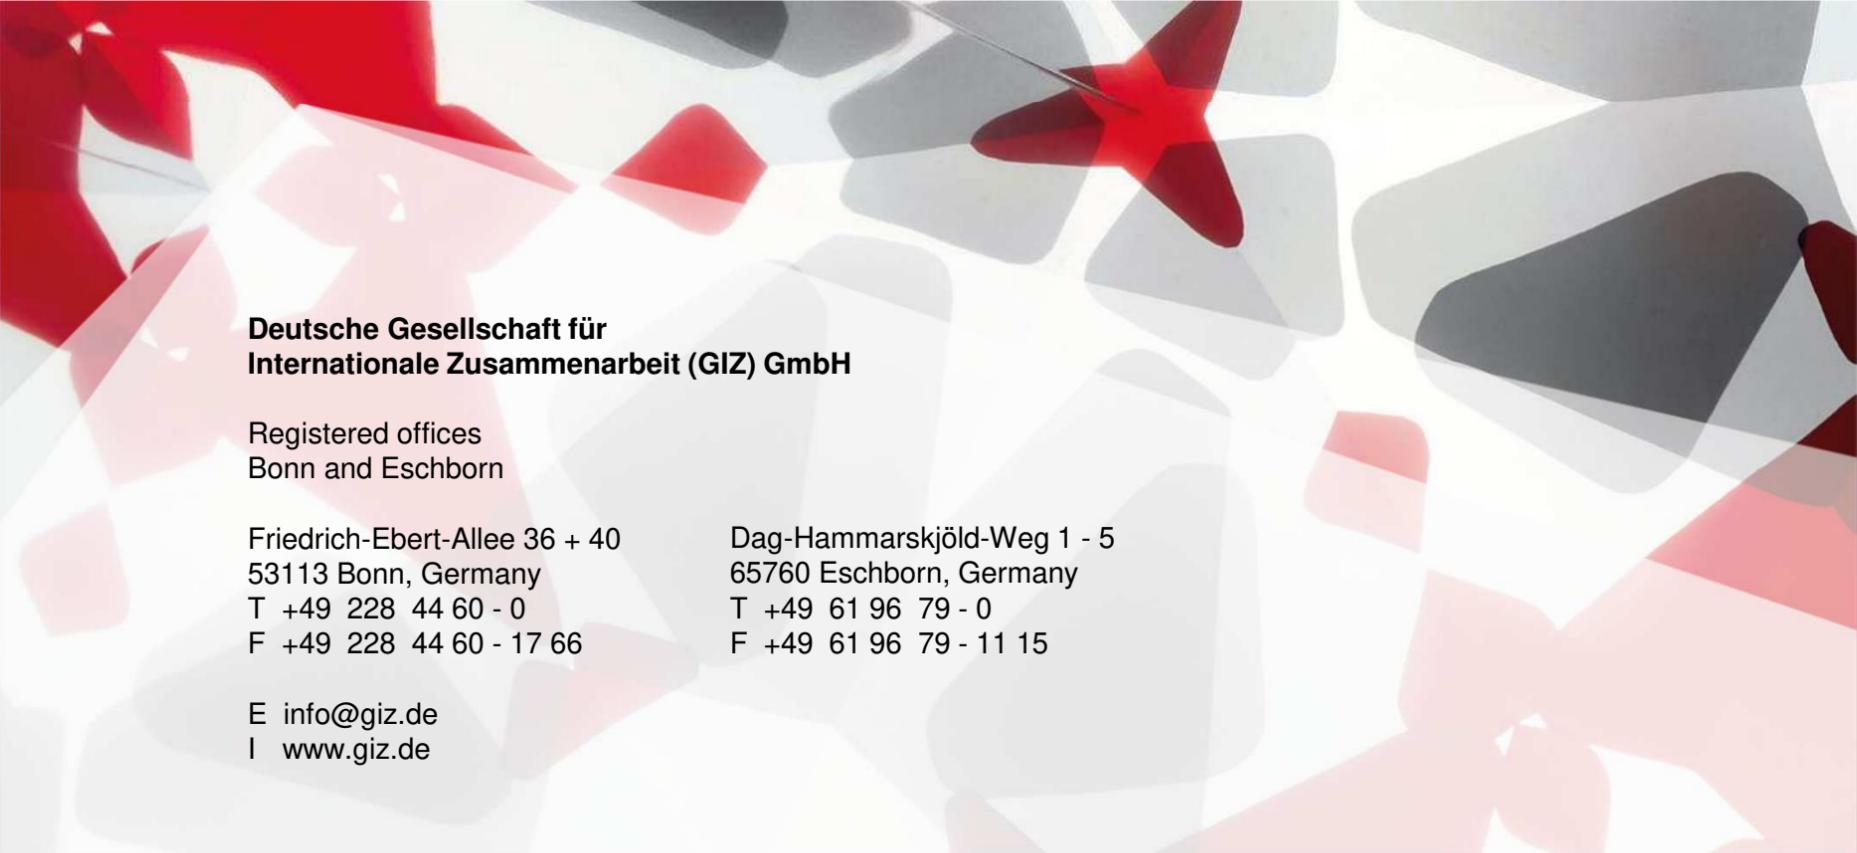 Deutsche Gesellschaft für
Internationale Zusammenarbeit (GIZ) GmbH
Registered offices
Bonn and Eschborn
Friedrich-Ebert-Allee 36 + 40
53113 Bonn, Germany
T +49 228 44 60 - 0
F +49 228 44 60 - 17 66
Dag-Hammarskjöld-Weg 1 - 5
65760 Eschborn, Germany
T +49 61 96 79 - 0
F +49 61 96 79 - 11 15
E info@giz.de
I www.giz.de